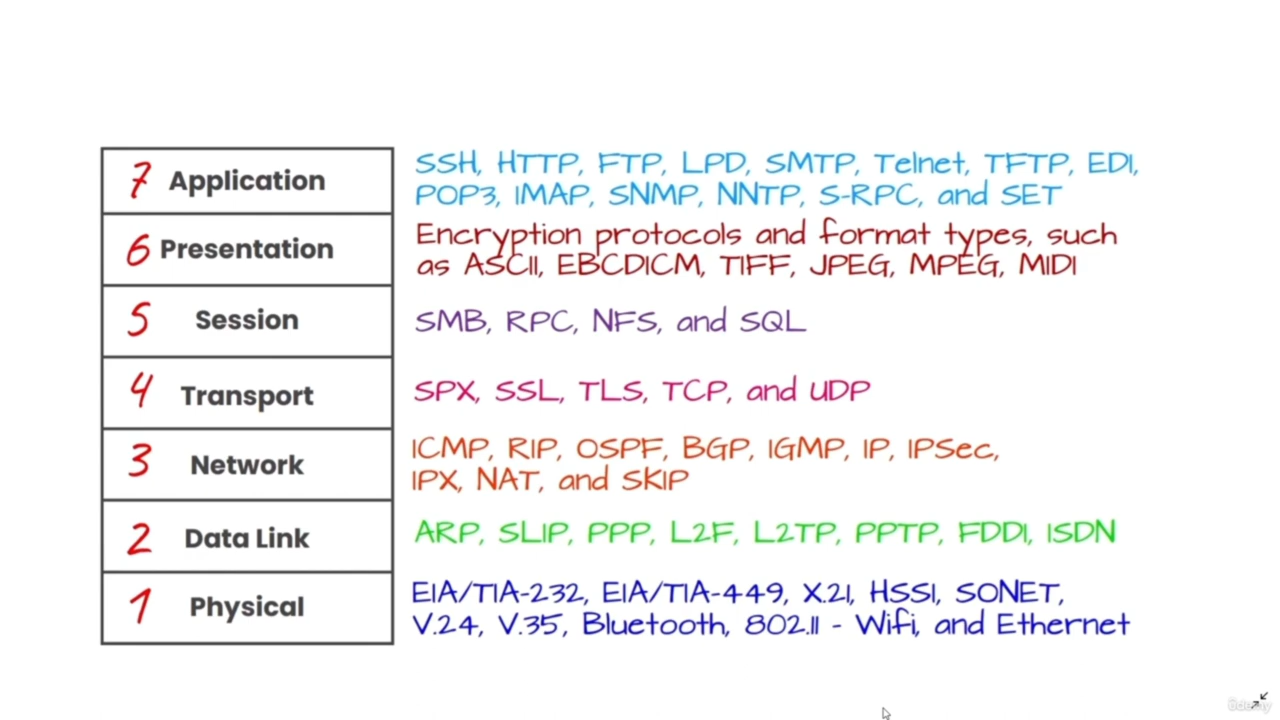 7 Application
SSH, HTTP, FTP, LPD, SMTP, Telnet, TFTP, EDI,
POP3, IMAP, SNMP, NNTP, S-RPC, and SET
6 Presentation
Encryption protocols and format types, such
as ASCII, EBCDICM, TIFF, JPEG, MPEG, MIDI
5 Session
SMB, RPC, NFS, and SQL
4 Transport
SPX, SSL, TLS, TCP, and UDP
3 Network
ICMP, RIP, OSPF, BGP, IGMP, IP, IPSec,
IPX, NAT, and SKIP
2 Data Link
ARP, SLIP, PPP, L2F, L2TP, PPTP, FDDI, ISDN
1 Physical
EIA/TIA-232, EIA/TIA-449, X.21, HSSI, SONET,
V.24, V.35, Bluetooth, 802.11 - Wifi, and Ethernet
ûdemy